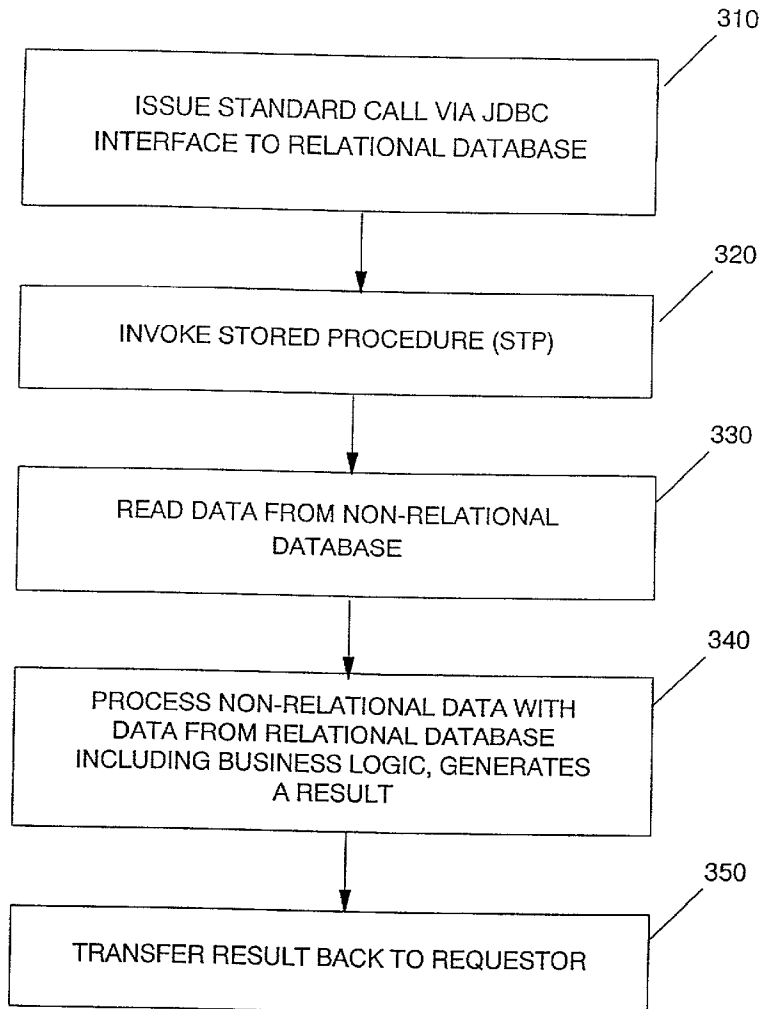 310
ISSUE STANDARD CALL VIA JDBC
INTERFACE TO RELATIONAL DATABASE
320
INVOKE STORED PROCEDURE (STP)
330
READ DATA FROM NON-RELATIONAL
DATABASE
340
PROCESS NON-RELATIONAL DATA WITH
DATA FROM RELATIONAL DATABASE
INCLUDING BUSINESS LOGIC, GENERATES
A RESULT
350
TRANSFER RESULT BACK TO REQUESTOR